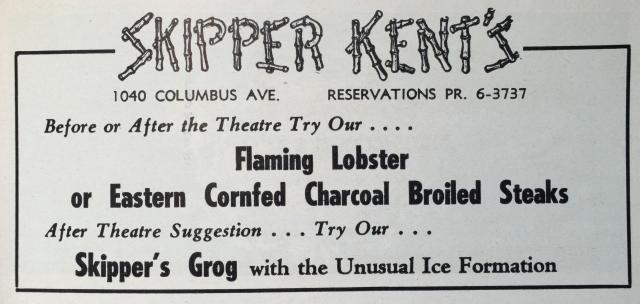 SKIPPER KENT'S
1040 COLUMBUS AVE. RESERVATIONS PR. 6-3737
Before or After the Theatre Try Our . . . .
Flaming Lobster
or Eastern Cornfed Charcoal Broiled Steaks
After Theatre Suggestion . . . Try Our . . .
Skipper's Grog with the Unusual Ice Formation